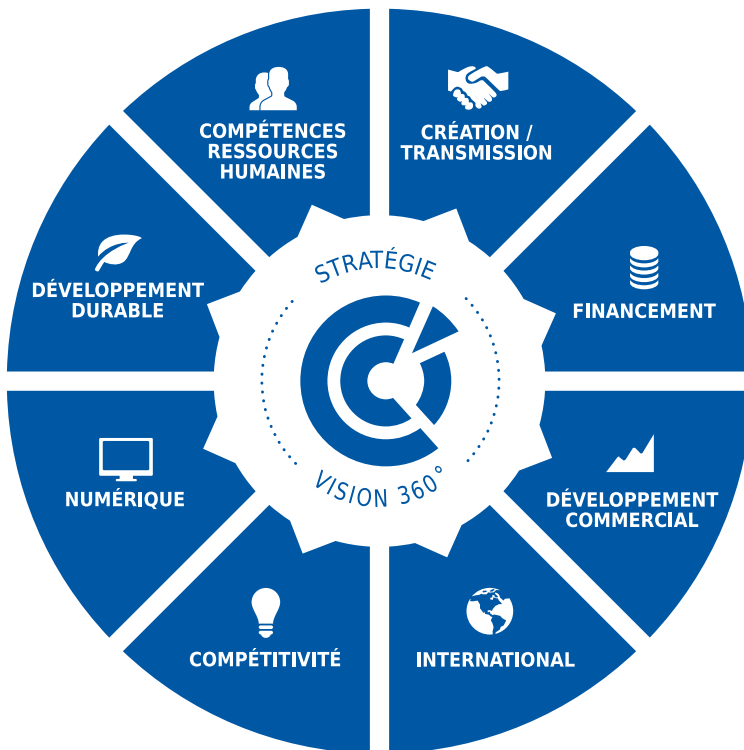 COMPÉTENCES
RESSOURCES
HUMAINES
CRÉATION /
TRANSMISSION
DÉVELOPPEMENT
DURABLE
STRATÉGIE
FINANCEMENT
NUMÉRIQUE
VISION 360°
DÉVELOPPEMENT
COMMERCIAL
COMPÉTITIVITÉ
INTERNATIONAL